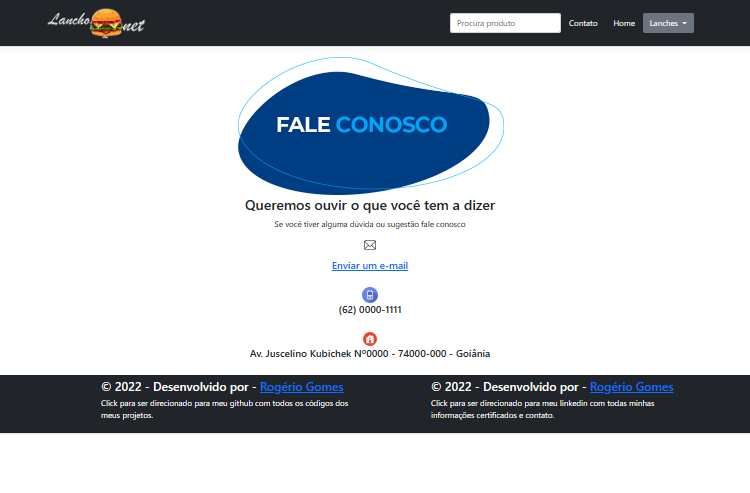 Lancho net
Procura produto
Contato
Home
Lanches
FALE CONOSCO
Queremos ouvir o que você tem a dizer
Se você tiver alguma dúvida ou sugestão fale conosco
Enviar um e-mail
(62) 0000-1111
Av. Juscelino Kubichek Nº0000 - 74000-000 - Goiânia
© 2022 - Desenvolvido por - Rogério Gomes
Click para ser direcionado para meu github com todos os códigos dos
meus projetos.
© 2022 - Desenvolvido por - Rogério Gomes
Click para ser direcionado para meu linkedin com todas minhas
informações certificados e contato.